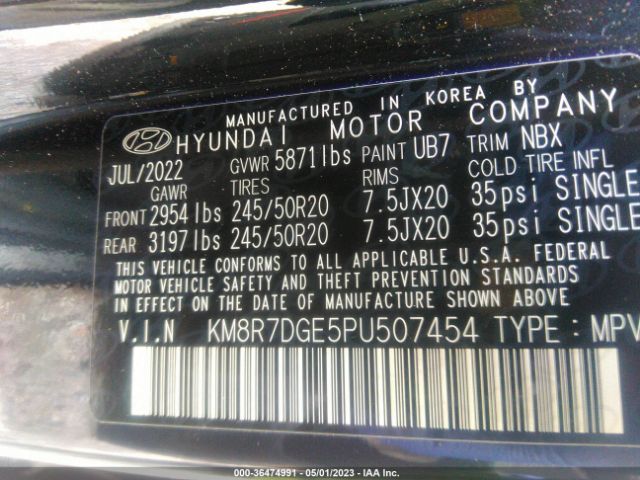 MANUFACTURED IN KOREA BY
HYUNDAI MOTOR COMPANY
JUL/2022 GVWR 5871lbs PAINT UB7 TRIM NBX
GAWR TIRES RIMS COLD TIRE INFL
FRONT 2954lbs 245/50R20 7.5JX20 35psi SINGLE
REAR 3197lbs 245/50R20 7.5JX20 35psi SINGLE
THIS VEHICLE CONFORMS TO ALL APPLICABLE U.S.A. FEDERAL
MOTOR VEHICLE SAFETY AND THEFT PREVENTION STANDARDS
IN EFFECT ON THE DATE OF MANUFACTURE SHOWN ABOVE.
V.I.N KM8R7DGE5PU507454 TYPE : MPV
000-36474991 - 05/01/2023 - IAA Inc.